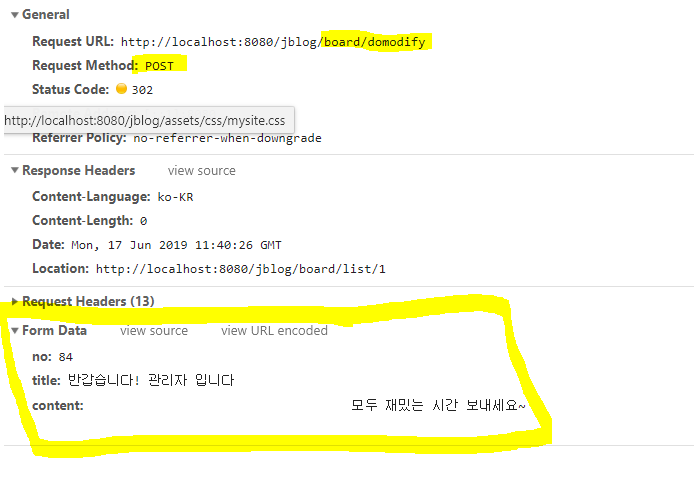 General
Request URL: http://localhost:8080/jblog/board/domodify
Request Method: POST
Status Code: 302
http://localhost:8080/jblog/assets/css/mysite.css
Referrer Policy: no-referrer-when-downgrade
Response Headers view source
Content-Language: ko-KR
Content-Length: 0
Date: Mon, 17 Jun 2019 11:40:26 GMT
Location: http://localhost:8080/jblog/board/list/1
Request Headers (13)
Form Data view source view URL encoded
no: 84
title: 반갑습니다! 관리자 입니다
content: 모두 재밌는 시간 보내세요~